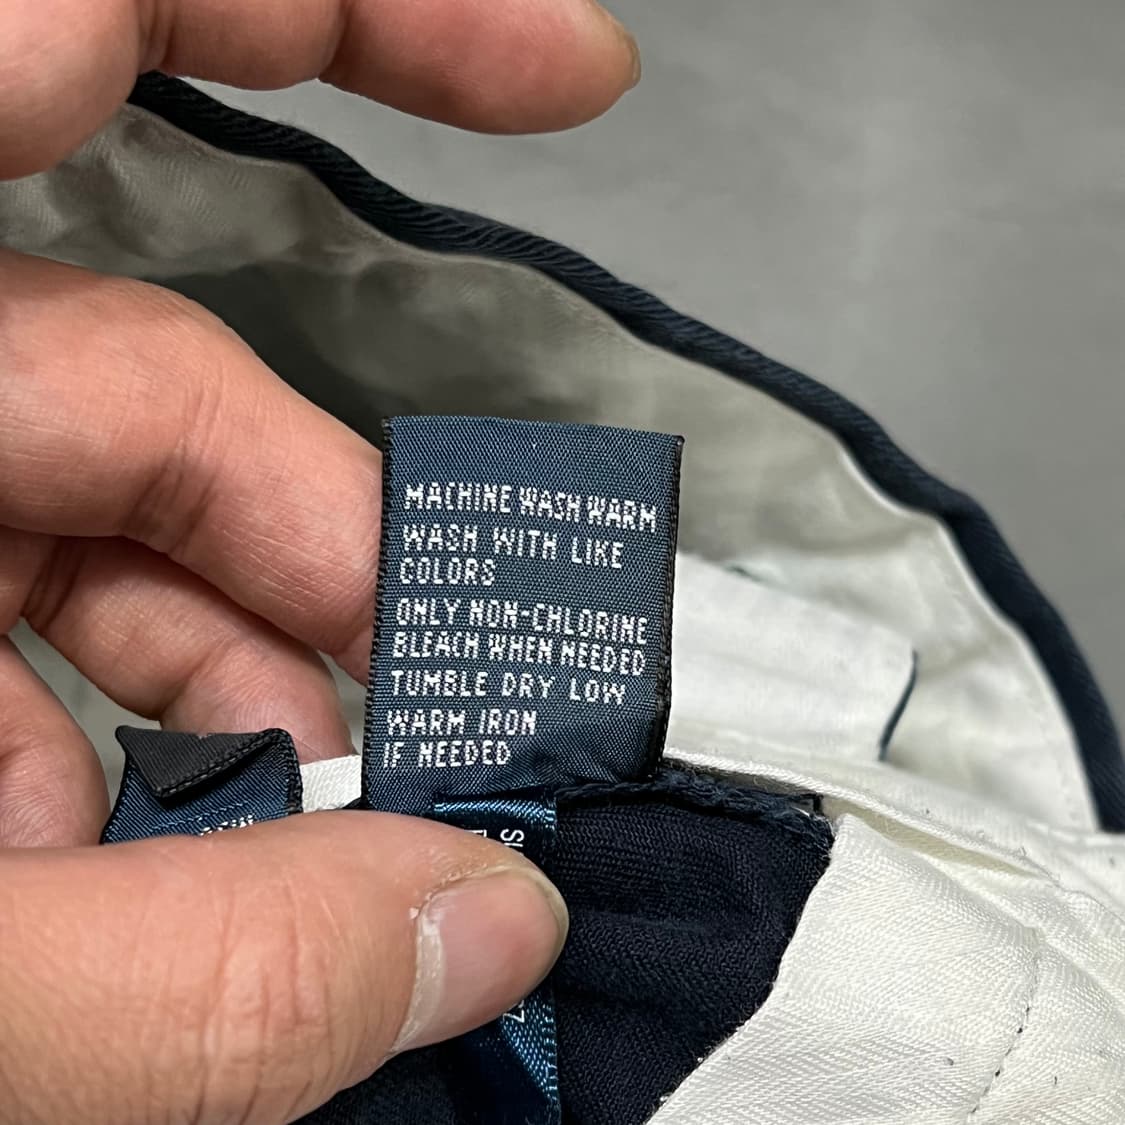 MACHINE WASH WARM
WASH WITH LIKE
COLORS
ONLY NON-CHLORINE
BLEACH WHEN NEEDED
TUMBLE DRY LOW
WARM IRON
IF NEEDED